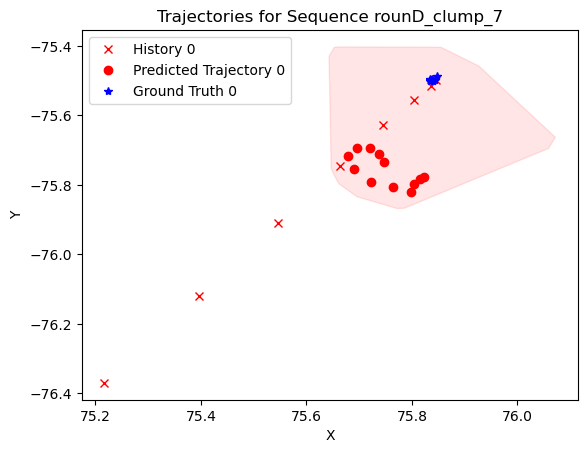 Trajectories for Sequence rounD_clump_7
History 0
Predicted Trajectory 0
Ground Truth 0
−75.4
−75.6
−75.8
−76.0
−76.2
−76.4
Y
75.2
75.4
75.6
75.8
76.0
X